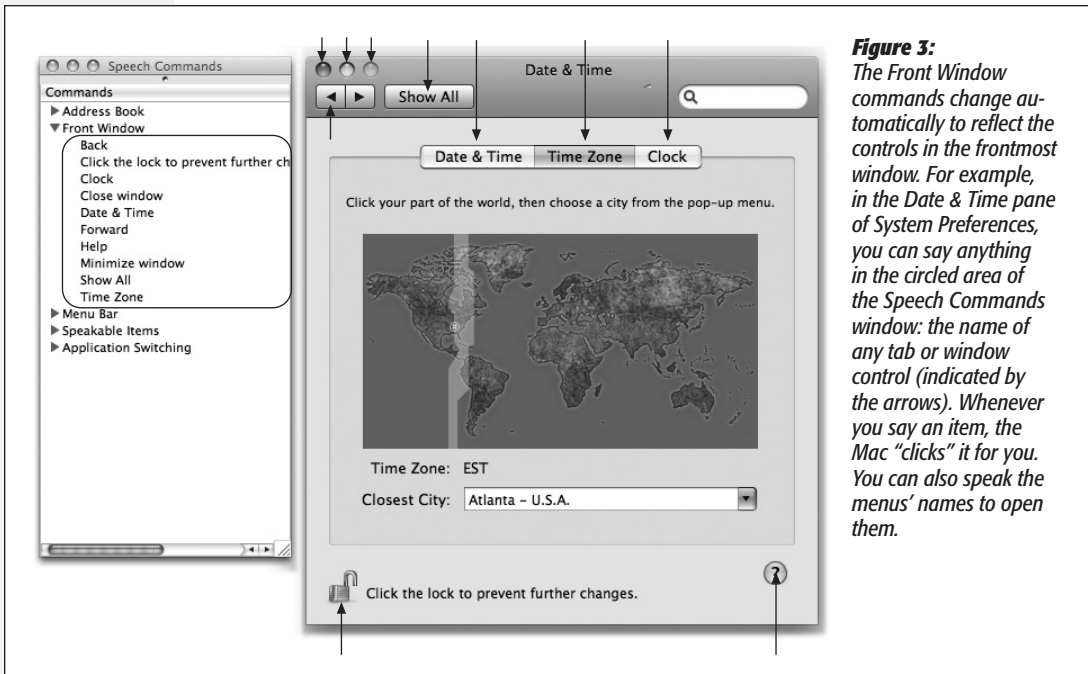 Speech Commands
Commands
Address Book
Front Window
Back
Click the lock to prevent further ch
Clock
Close window
Date & Time
Forward
Help
Minimize window
Show All
Time Zone
Menu Bar
Speakable Items
Application Switching
Date & Time
Show All
Date & Time
Time Zone
Clock
Click your part of the world, then choose a city from the pop-up menu.
Time Zone: EST
Closest City: Atlanta - U.S.A.
?
Click the lock to prevent further changes.
Figure 3:
The Front Window
commands change au-
tomatically to reflect the
controls in the frontmost
window. For example,
in the Date & Time pane
of System Preferences,
you can say anything
in the circled area of
the Speech Commands
window: the name of
any tab or window
control (indicated by
the arrows). Whenever
you say an item, the
Mac “clicks” it for you.
You can also speak the
menus’ names to open
them.